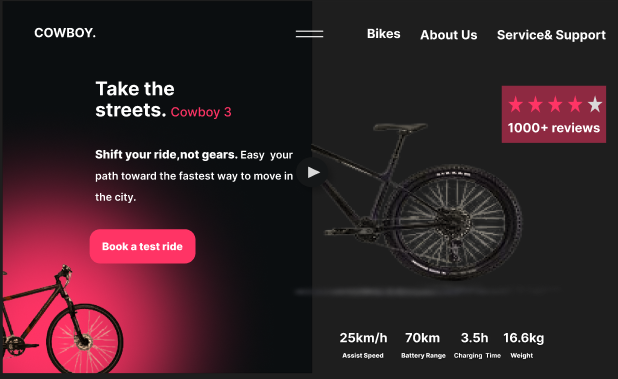 COWBOY.
Bikes About Us Service& Support
Take the
streets. Cowboy 3
1000+ reviews
Shift your ride,not gears. Easy your
path toward the fastest way to move in
the city.
Book a test ride
25km/h 70km 3.5h 16.6kg
Assist Speed Battery Range Charging Time Weight